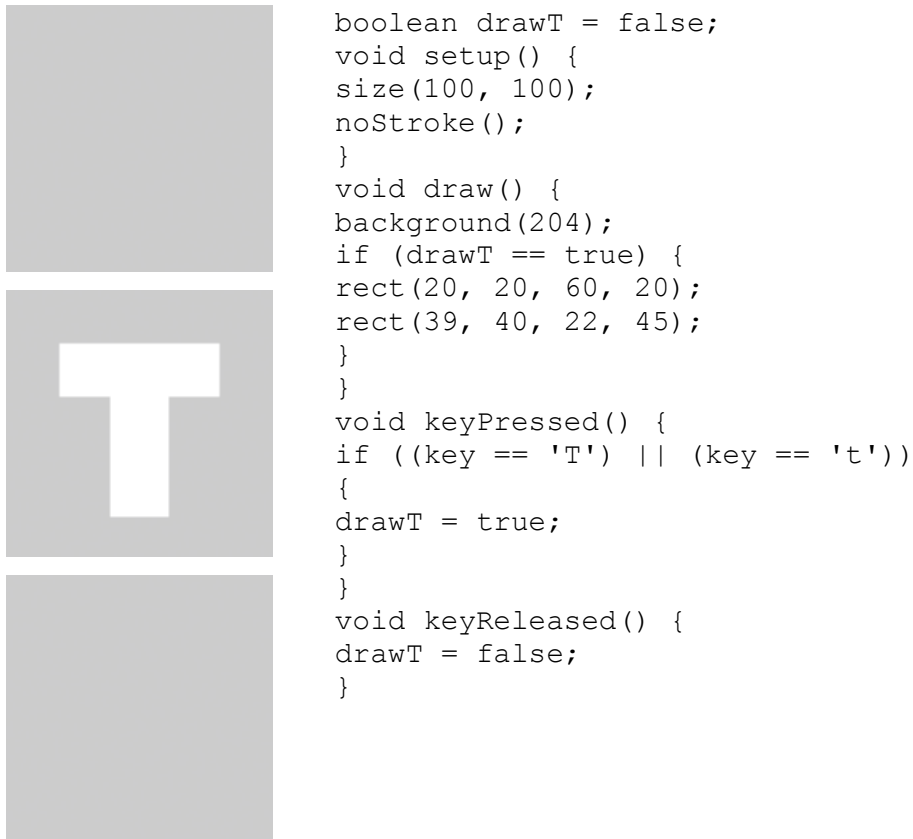 boolean drawT = false;
void setup() {
size(100, 100);
noStroke();
}
void draw() {
background(204);
if (drawT == true) {
rect(20, 20, 60, 20);
rect(39, 40, 22, 45);
}
}
void keyPressed() {
if ((key == 'T') || (key == 't'))
{
drawT = true;
}
}
void keyReleased() {
drawT = false;
}
T